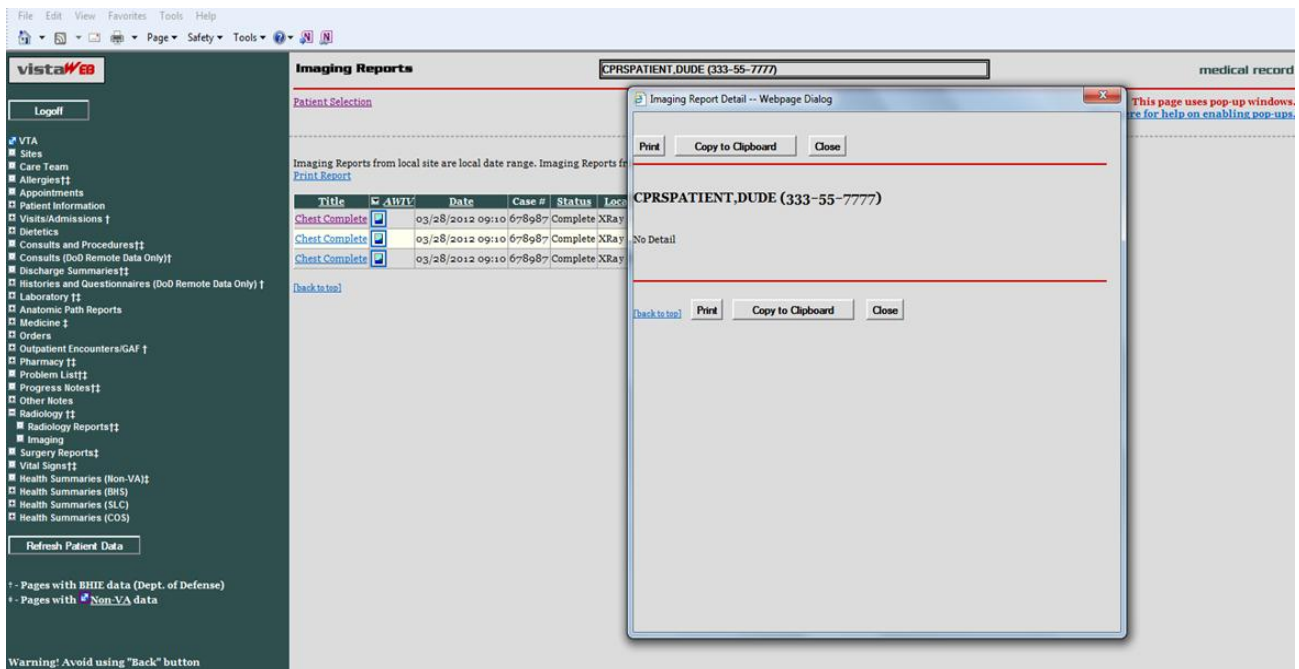 File Edit View Favorites Tools Help
Page Safety Tools
vistaWEB
Imaging Reports
CPRSPATIENT,DUDE (333-55-7777)
medical record
Logoff
Patient Selection
This page uses pop-up windows.
for help on enabling pop-ups.
VTA
Sites
Care Team
Allergies†‡
Appointments
Patient Information
Visits/Admissions †
Dietetics
Consults and Procedures†‡
Consults (DoD Remote Data Only)†
Discharge Summaries†‡
Histories and Questionnaires (DoD Remote Data Only) †
Laboratory †‡
Anatomic Path Reports
Medicine ‡
Orders
Outpatient Encounters/GAF †
Pharmacy †‡
Problem List†‡
Progress Notes†‡
Other Notes
Radiology †‡
Radiology Reports†‡
Imaging
Surgery Reports‡
Vital Signs†‡
Health Summaries (Non-VA)‡
Health Summaries (BHS)
Health Summaries (SLC)
Health Summaries (COS)
Refresh Patient Data
† - Pages with BHIE data (Dept. of Defense)
‡ - Pages with Non-VA data
Warning! Avoid using "Back" button
Imaging Reports from local site are local date range. Imaging Reports
Print Report
Title AWIV Date Case # Status
Chest Complete 03/28/2012 09:10 678987 Complete XRay
Chest Complete 03/28/2012 09:10 678987 Complete XRay
Chest Complete 03/28/2012 09:10 678987 Complete XRay
[back to top]
Imaging Report Detail -- Webpage Dialog
Print Copy to Clipboard Close
CPRSPATIENT,DUDE (333-55-7777)
No Detail
[back to top] Print Copy to Clipboard Close